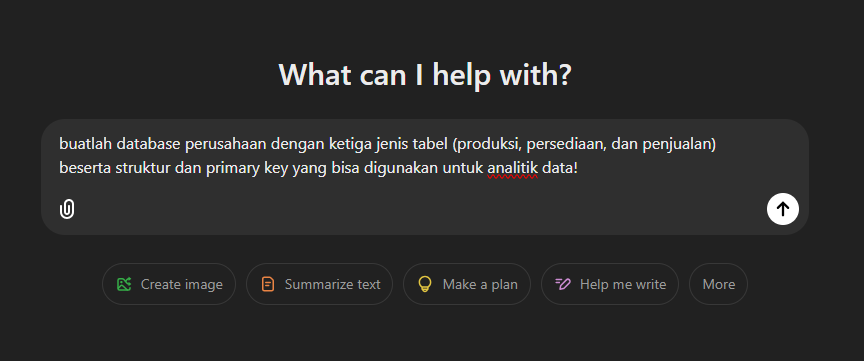 What can I help with?
buatlah database perusahaan dengan ketiga jenis tabel (produksi, persediaan, dan penjualan)
beserta struktur dan primary key yang bisa digunakan untuk analitik data!
Create image
Summarize text
Make a plan
Help me write
More